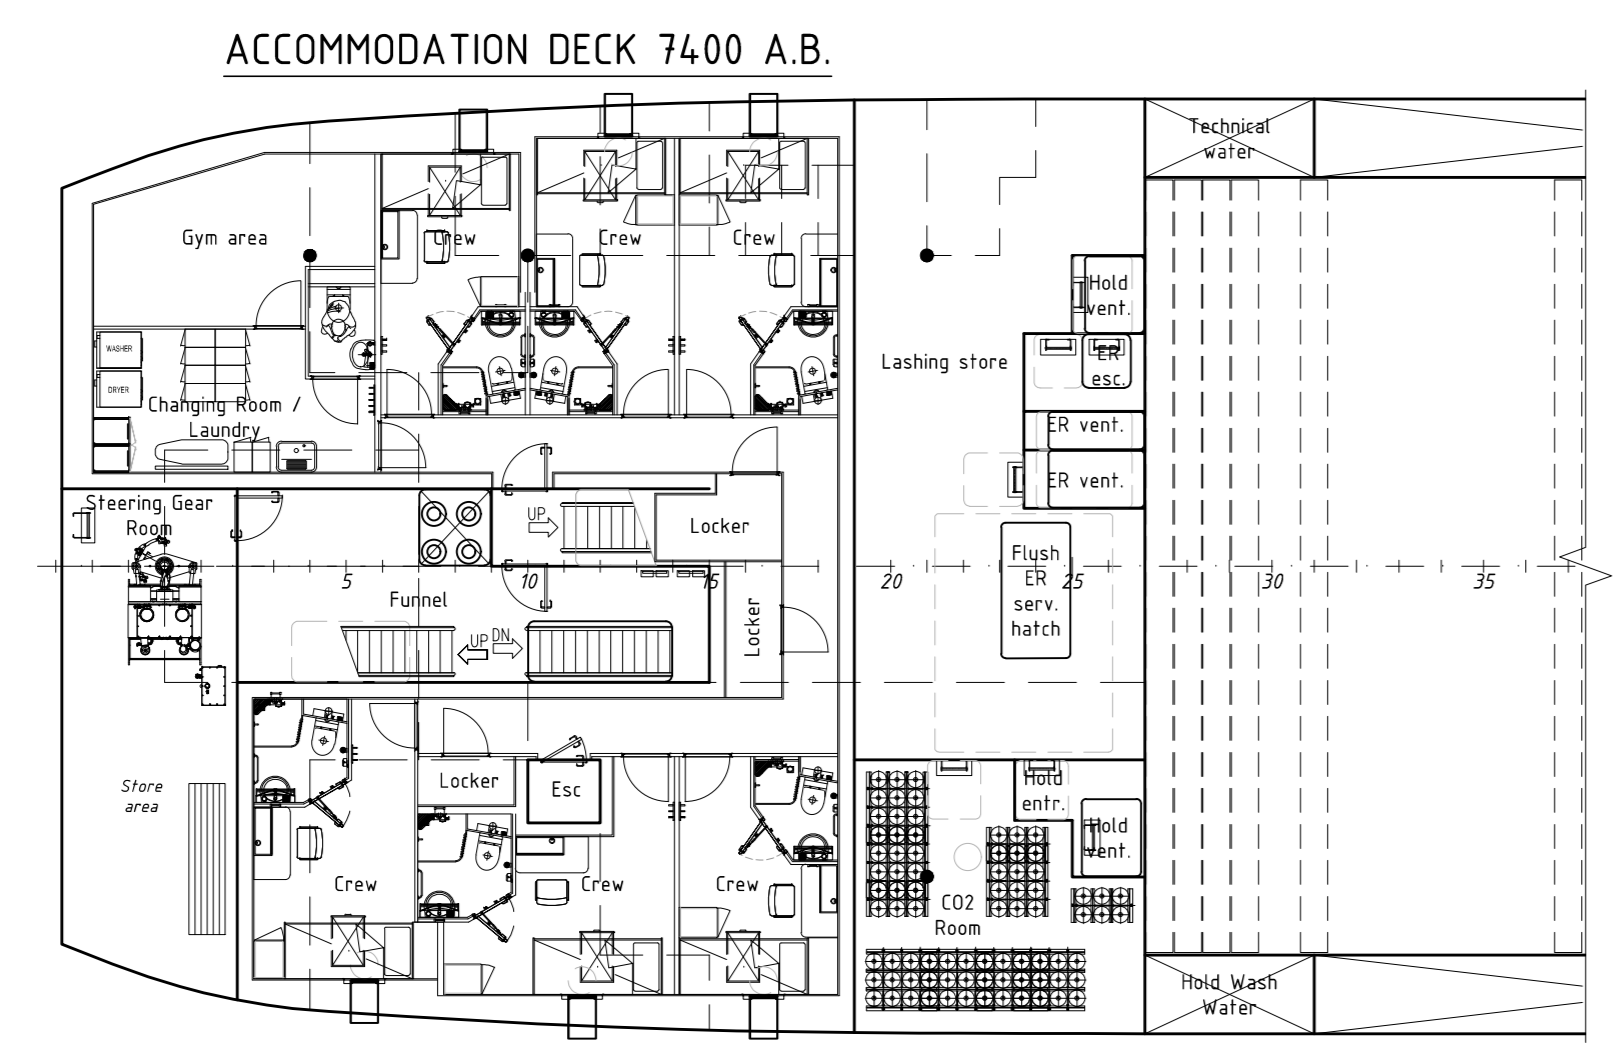 ACCOMMODATION DECK 7400 A.B.
Technical
water
Gym area
Crew
Crew
Crew
Hold
vent.
WASHER
DRYER
Lashing store
ER
esc.
Changing Room /
Laundry
ER vent.
ER vent.
Steering Gear
Room
UP
Locker
Flush
ER
serv.
hatch
5
10
15
20
25
30
35
Funnel
Locker
UP
DN
Store
area
Locker
Esc
Hold
entr.
Hold
vent.
Crew
Crew
Crew
CO2
Room
Hold Wash
Water